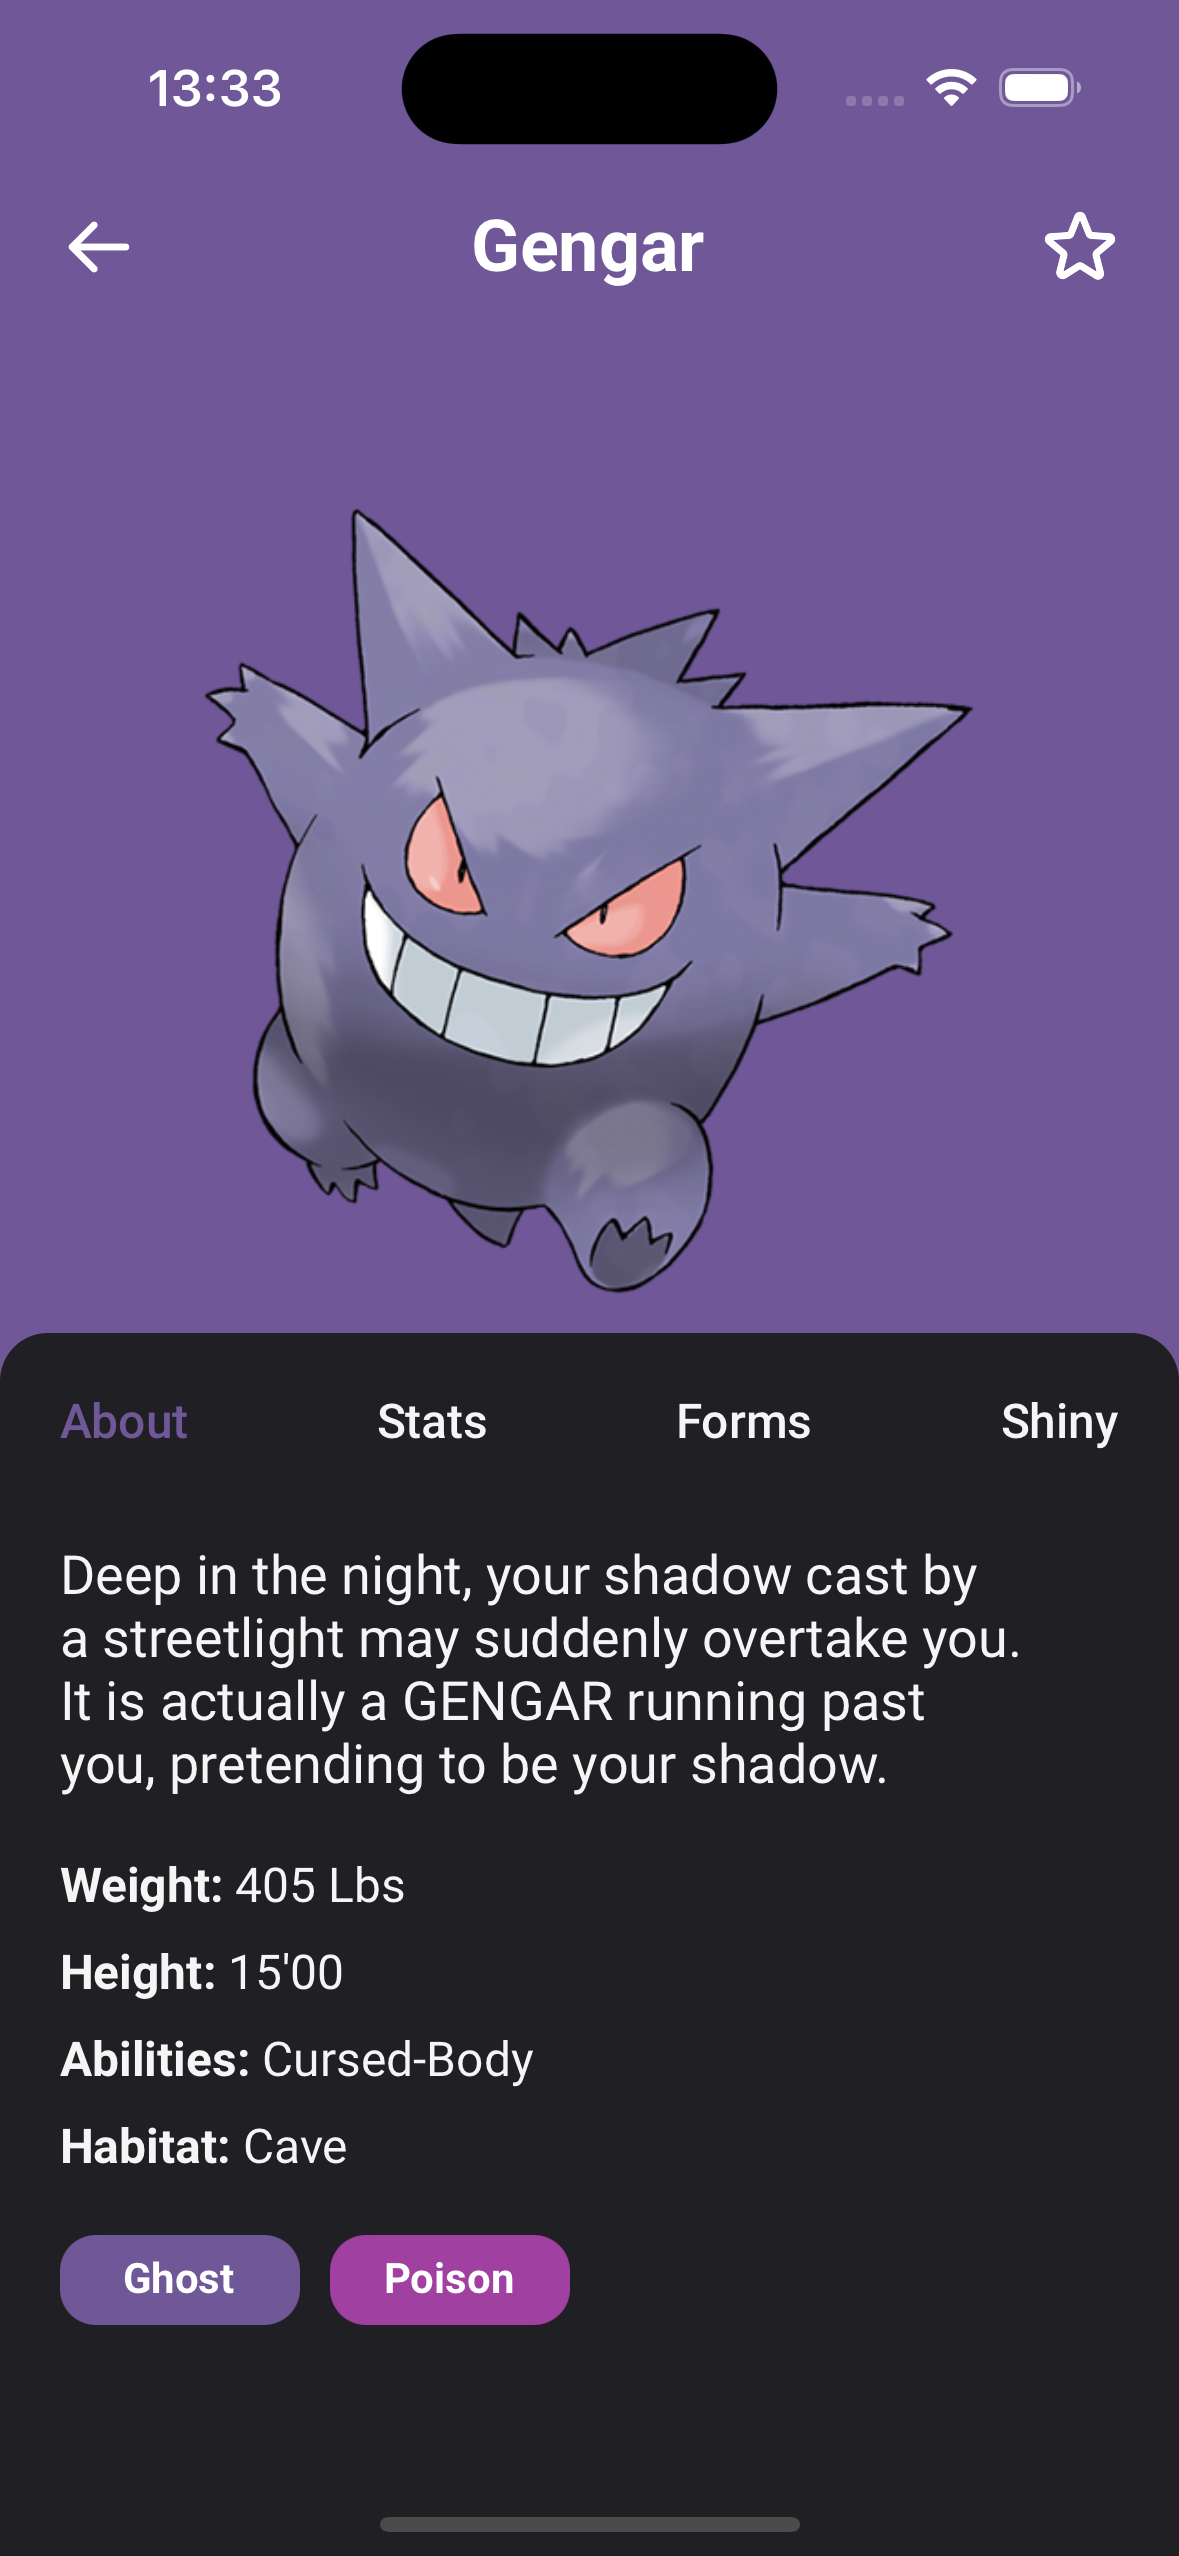 13:33
Gengar
About Stats Forms Shiny
Deep in the night, your shadow cast by
a streetlight may suddenly overtake you.
It is actually a GENGAR running past
you, pretending to be your shadow.
Weight: 405 Lbs
Height: 15'00
Abilities: Cursed-Body
Habitat: Cave
Ghost Poison